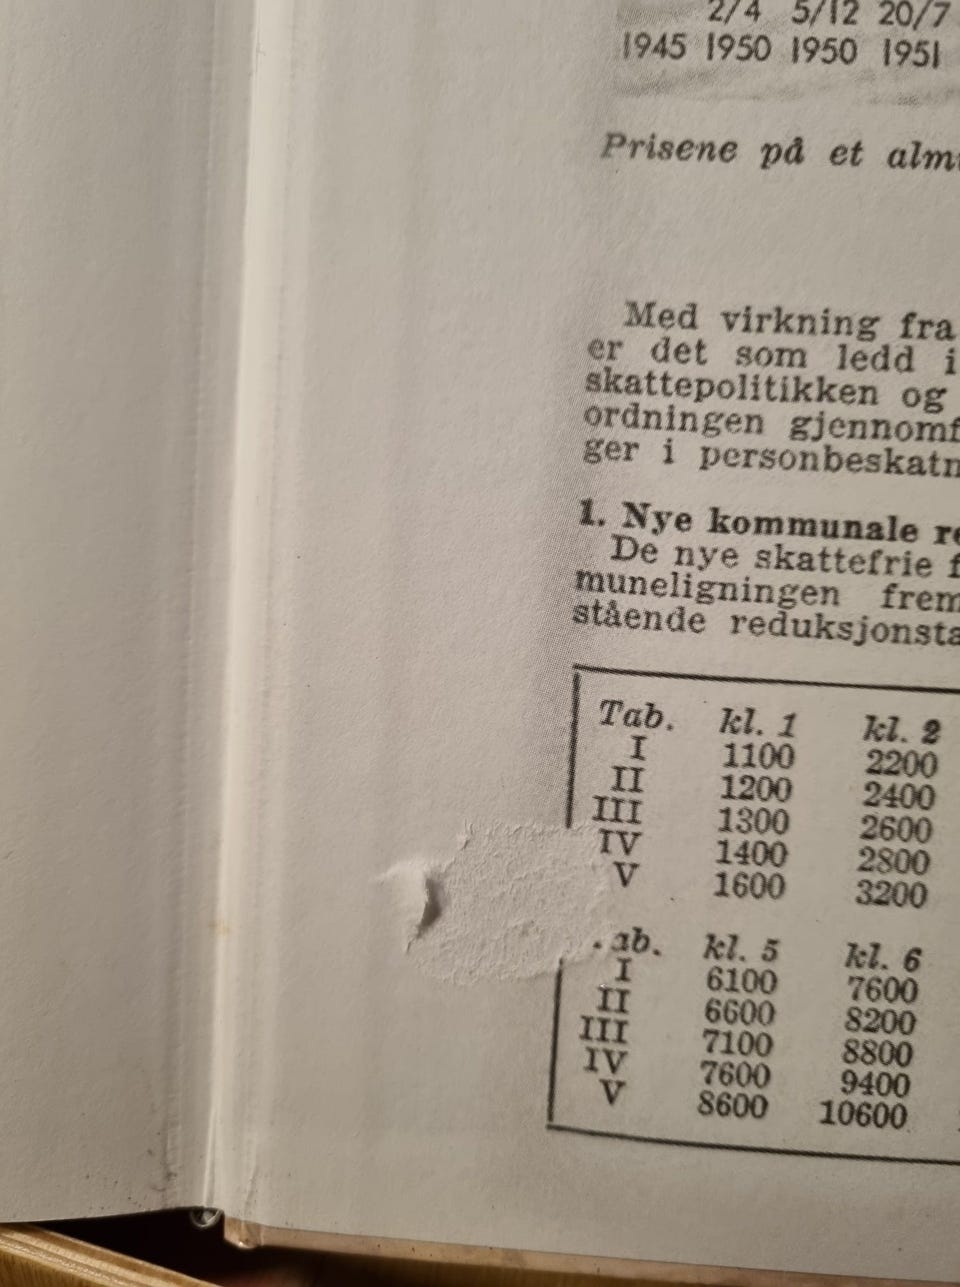 2/4 5/12 20/7
1945 1950 1950 1951
Prisene på et alm
Med virkning fra
er det som ledd i
skattepolitikken og
ordningen gjennomf
ger i personbeskatn
1. Nye kommunale re
De nye skattefrie f
muneligningen frem
stående reduksjonsta
Tab. kl. 1 kl. 2
I 1100 2200
II 1200 2400
III 1300 2600
IV 1400 2800
V 1600 3200
ab. kl. 5 kl. 6
I 6100 7600
II 6600 8200
III 7100 8800
IV 7600 9400
V 8600 10600